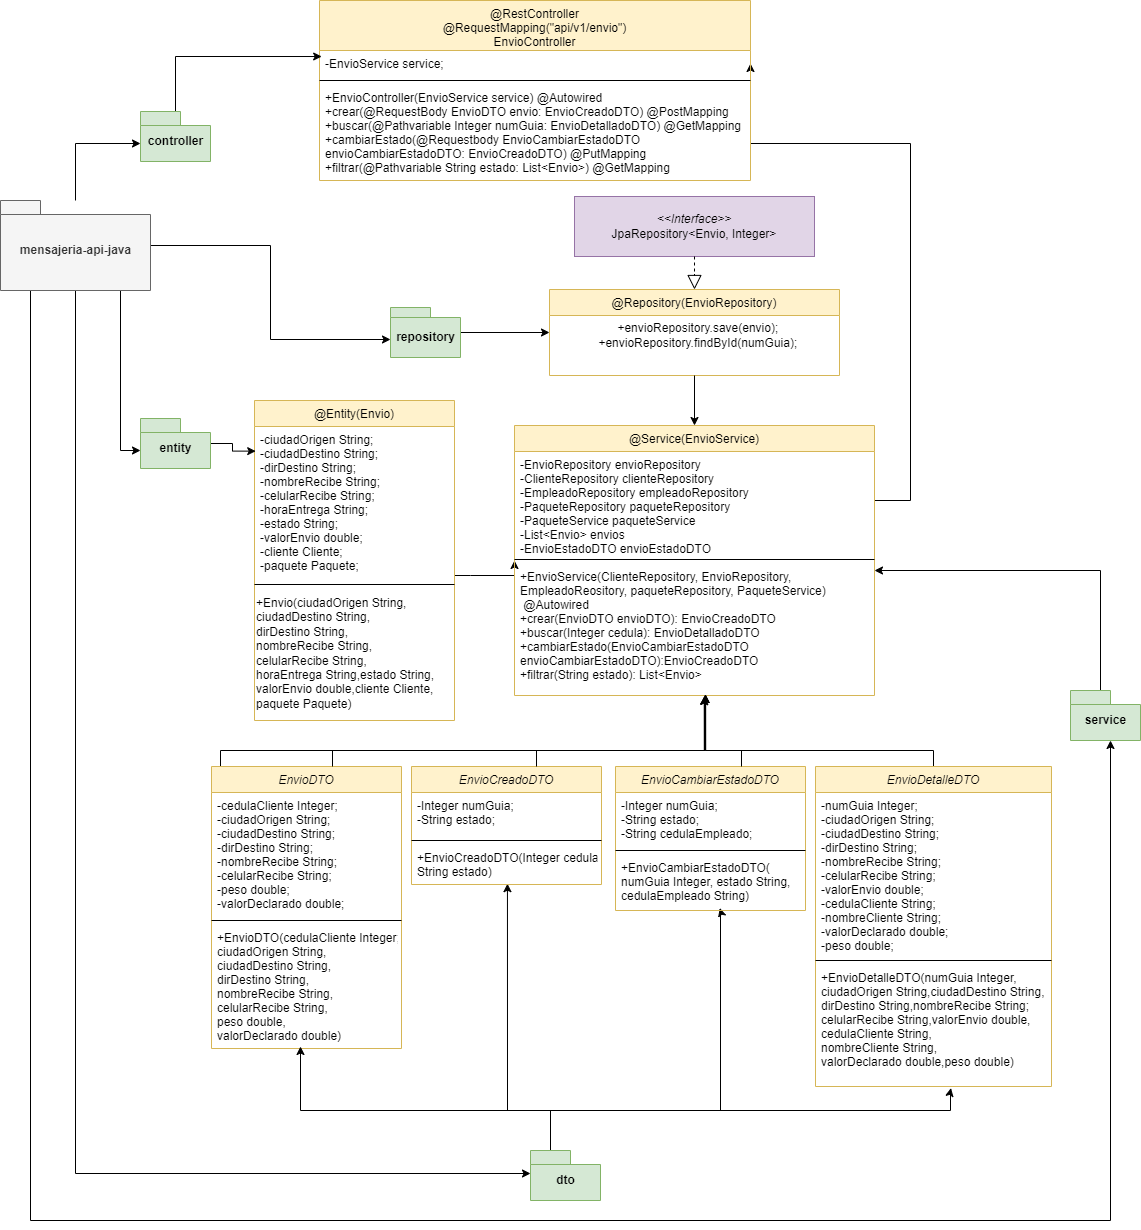 @RestController
@RequestMapping("api/v1/envio")
EnvioController
-EnvioService service;
+EnvioController(EnvioService service) @Autowired
+crear(@RequestBody EnvioDTO envio: EnvioCreadoDTO) @PostMapping
+buscar(@Pathvariable Integer numGuia: EnvioDetalladoDTO) @GetMapping
+cambiarEstado(@Requestbody EnvioCambiarEstadoDTO
envioCambiarEstadoDTO: EnvioCreadoDTO) @PutMapping
+filtrar(@Pathvariable String estado: List<Envio>) @GetMapping
controller
mensajeria-api-java
<<Interface>>
JpaRepository<Envio, Integer>
@Repository(EnvioRepository)
+envioRepository.save(envio);
+envioRepository.findById(numGuia);
repository
entity
@Entity(Envio)
-ciudadOrigen String;
-ciudadDestino String;
-dirDestino String;
-nombreRecibe String;
-celularRecibe String;
-horaEntrega String;
-estado String;
-valorEnvio double;
-cliente Cliente;
-paquete Paquete;
+Envio(ciudadOrigen String,
ciudadDestino String,
dirDestino String,
nombreRecibe String,
celularRecibe String,
horaEntrega String,estado String,
valorEnvio double,cliente Cliente,
paquete Paquete)
@Service(EnvioService)
-EnvioRepository envioRepository
-ClienteRepository clienteRepository
-EmpleadoRepository empleadoRepository
-PaqueteRepository paqueteRepository
-PaqueteService paqueteService
-List<Envio> envios
-EnvioEstadoDTO envioEstadoDTO
+EnvioService(ClienteRepository, EnvioRepository,
EmpleadoReository, paqueteRepository, PaqueteService)
@Autowired
+crear(EnvioDTO envioDTO): EnvioCreadoDTO
+buscar(Integer cedula): EnvioDetalladoDTO
+cambiarEstado(EnvioCambiarEstadoDTO
envioCambiarEstadoDTO):EnvioCreadoDTO
+filtrar(String estado): List<Envio>
service
EnvioDTO
-cedulaCliente Integer;
-ciudadOrigen String;
-ciudadDestino String;
-dirDestino String;
-nombreRecibe String;
-celularRecibe String;
-peso double;
-valorDeclarado double;
+EnvioDTO(cedulaCliente Integer,
ciudadOrigen String,
ciudadDestino String,
dirDestino String,
nombreRecibe String,
celularRecibe String,
peso double,
valorDeclarado double)
EnvioCreadoDTO
-Integer numGuia;
-String estado;
+EnvioCreadoDTO(Integer cedula
String estado)
EnvioCambiarEstadoDTO
-Integer numGuia;
-String estado;
-String cedulaEmpleado;
+EnvioCambiarEstadoDTO(
numGuia Integer, estado String,
cedulaEmpleado String)
EnvioDetalleDTO
-numGuia Integer;
-ciudadOrigen String;
-ciudadDestino String;
-dirDestino String;
-nombreRecibe String;
-celularRecibe String;
-valorEnvio double;
-cedulaCliente String;
-nombreCliente String;
-valorDeclarado double;
-peso double;
+EnvioDetalleDTO(numGuia Integer,
ciudadOrigen String,ciudadDestino String,
dirDestino String,nombreRecibe String;
celularRecibe String,valorEnvio double,
cedulaCliente String,
nombreCliente String,
valorDeclarado double,peso double)
dto